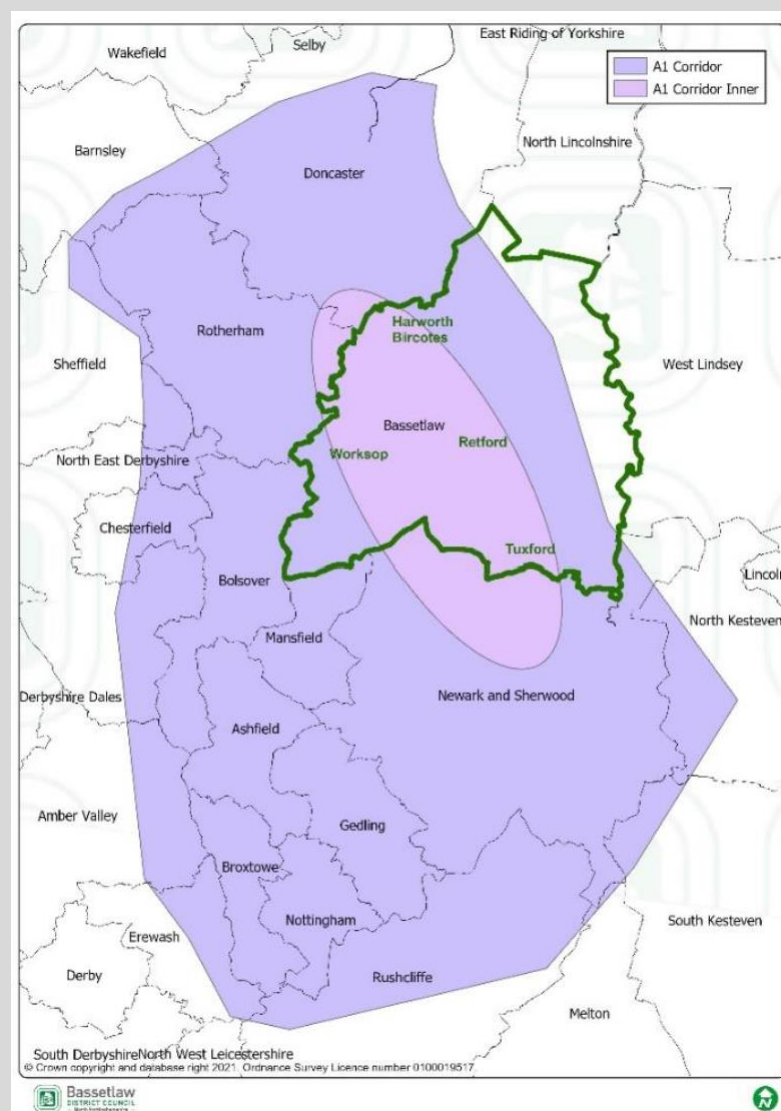 East Riding of Yorkshire
Selby
Wakefield
A1 Corridor
A1 Corridor Inner
Barnsley
North Lincolnshire
Doncaster
Harworth
Bircotes
Rotherham
Sheffield
West Lindsey
Bassetlaw
Retford
Worksop
North East Derbyshire
Chesterfield
Tuxford
Bolsover
Lincoln
North Kesteven
Mansfield
Derbyshire Dales
Newark and Sherwood
Ashfield
Amber Valley
Gedling
Broxtowe
Nottingham
South Kesteven
Erewash
Derby
Rushcliffe
Melton
South Derbyshire
North West Leicestershire
© Crown copyright and database right 2021. Ordnance Survey Licence number 0100019517
Bassetlaw
DISTRICT COUNCIL
North Nottinghamshire
N